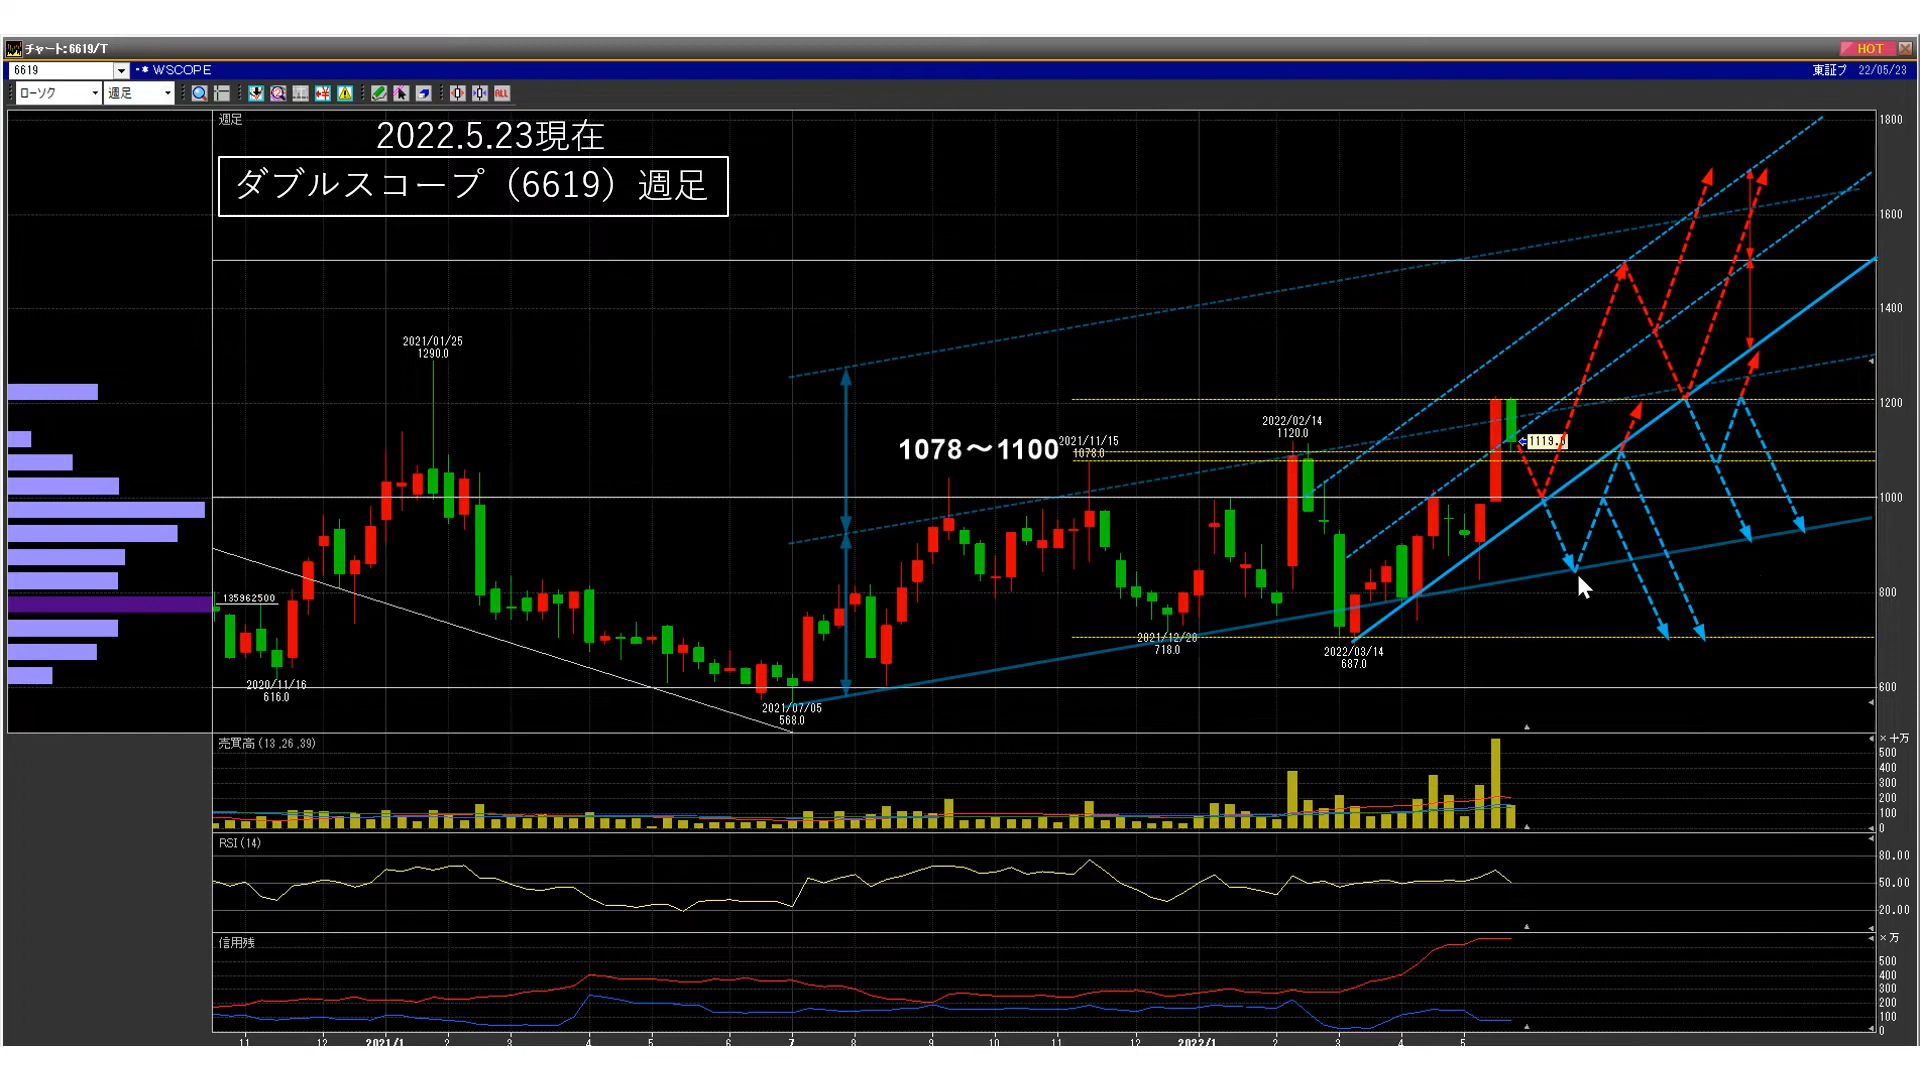 チャート:6619/T
HOT
6619
･* WSCOPE
東証プ 22/05/23
ローソク
週足
ALL
週足
2022.5.23現在
ダブルスコープ（6619）週足
1800
1600
1400
1200
1000
800
600
2021/01/25
1290.0
2022/02/14
1120.0
1078～1100
2021/11/15
1078.0
1119.
135962500
2021/12/20
718.0
2022/03/14
687.0
2020/11/16
616.0
2021/07/05
568.0
売買高(13,26,39)
×十万
500
400
300
200
100
0
RSI(14)
80.00
50.00
20.00
信用残
×万
500
400
300
200
100
0
11 12 2021/1 2 3 4 5 6 7 8 9 10 11 12 2022/1 2 3 4 5